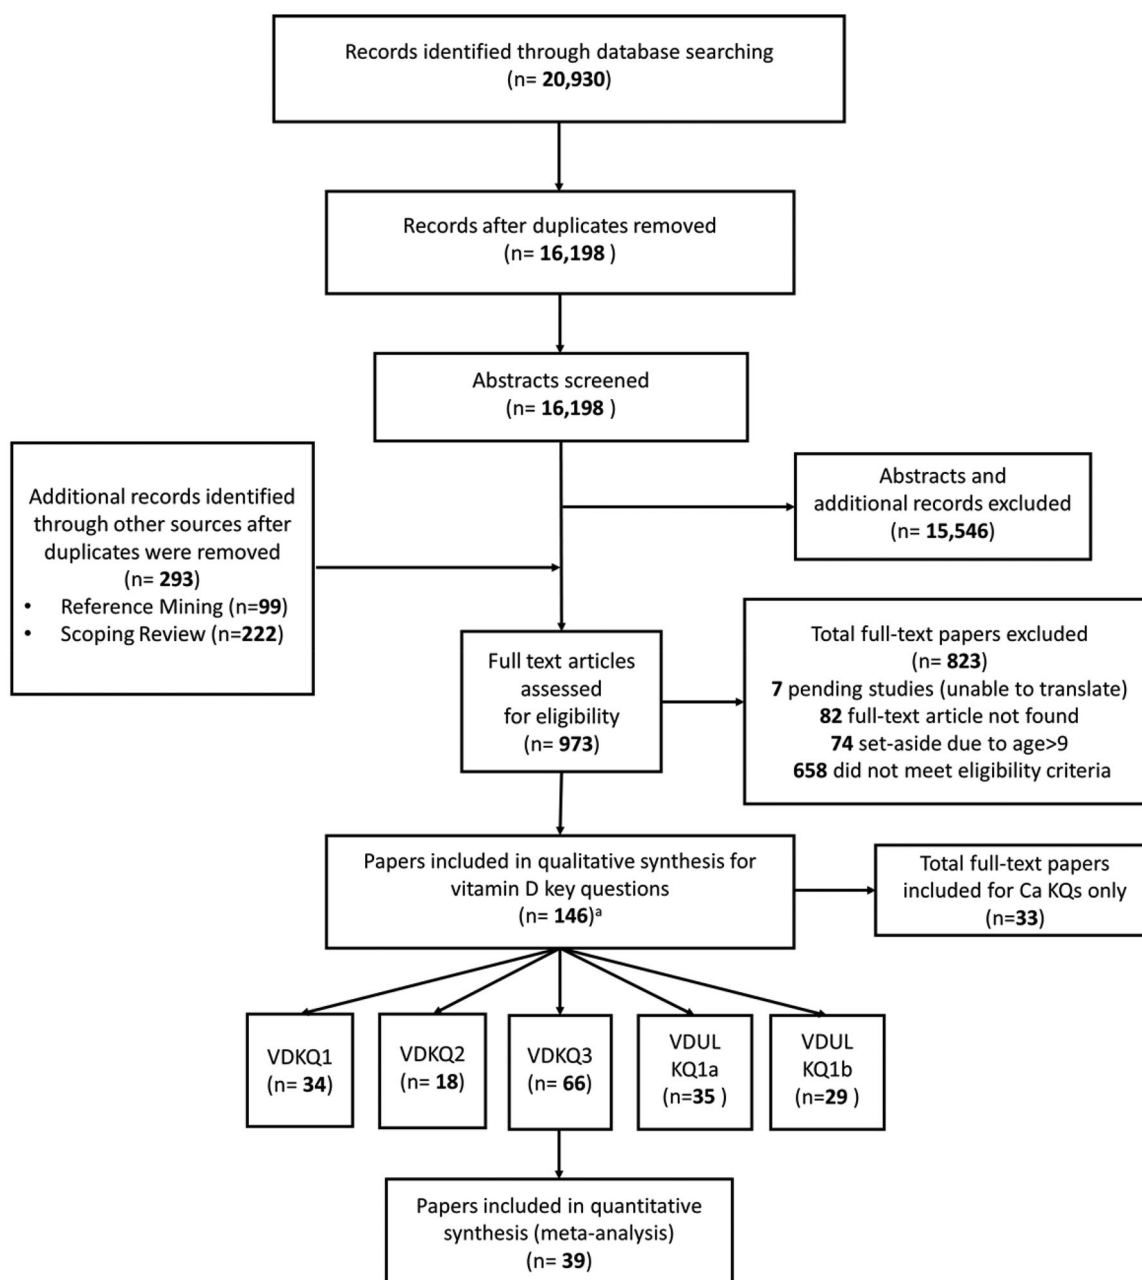 Records identified through database searching
(n= 20,930)
Records after duplicates removed
(n= 16,198 )
Abstracts screened
(n= 16,198 )
Additional records identified
through other sources after
duplicates were removed
(n= 293)
• Reference Mining (n=99)
• Scoping Review (n=222)
Abstracts and
additional records excluded
(n= 15,546)
Full text articles
assessed
for eligibility
(n= 973)
Total full-text papers excluded
(n= 823)
7 pending studies (unable to translate)
82 full-text article not found
74 set-aside due to age>9
658 did not meet eligibility criteria
Papers included in qualitative synthesis for
vitamin D key questions
(n= 146)ª
Total full-text papers
included for Ca KQs only
(n=33)
VDKQ1
(n= 34)
VDKQ2
(n= 18)
VDKQ3
(n= 66)
VDUL
KQ1a
(n=35 )
VDUL
KQ1b
(n=29 )
Papers included in quantitative
synthesis (meta-analysis)
(n= 39)